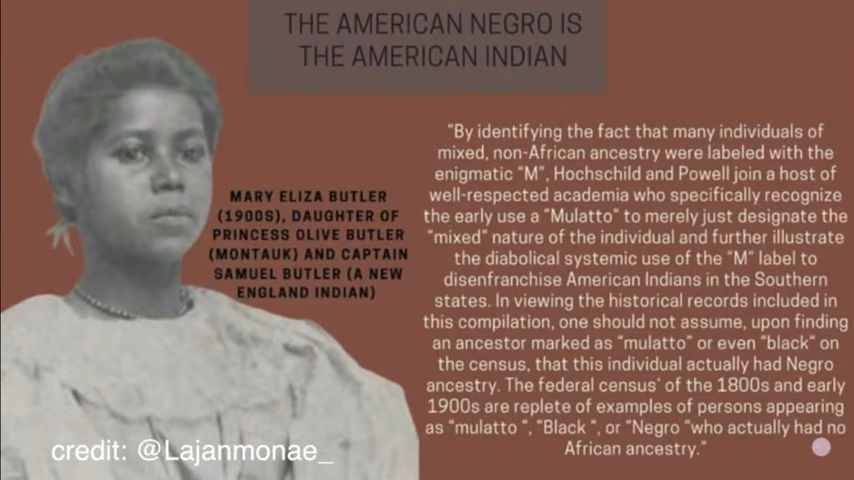 THE AMERICAN NEGRO IS
THE AMERICAN INDIAN
MARY ELIZA BUTLER
(1900S), DAUGHTER OF
PRINCESS OLIVE BUTLER
(MONTAUK) AND CAPTAIN
SAMUEL BUTLER (A NEW
ENGLAND INDIAN)
"By identifying the fact that many individuals of
mixed, non-African ancestry were labeled with the
enigmatic "M", Hochschild and Powell join a host of
well-respected academia who specifically recognize
the early use a "Mulatto" to merely just designate the
"mixed" nature of the individual and further illustrate
the diabolical systemic use of the "M" label to
disenfranchise American Indians in the Southern
states. In viewing the historical records included in
this compilation, one should not assume, upon finding
an ancestor marked as "mulatto" or even "black" on
the census, that this individual actually had Negro
ancestry. The federal census' of the 1800s and early
1900s are replete of examples of persons appearing
as "mulatto ", "Black ", or "Negro "who actually had no
African ancestry."
credit: @Lajanmonae_